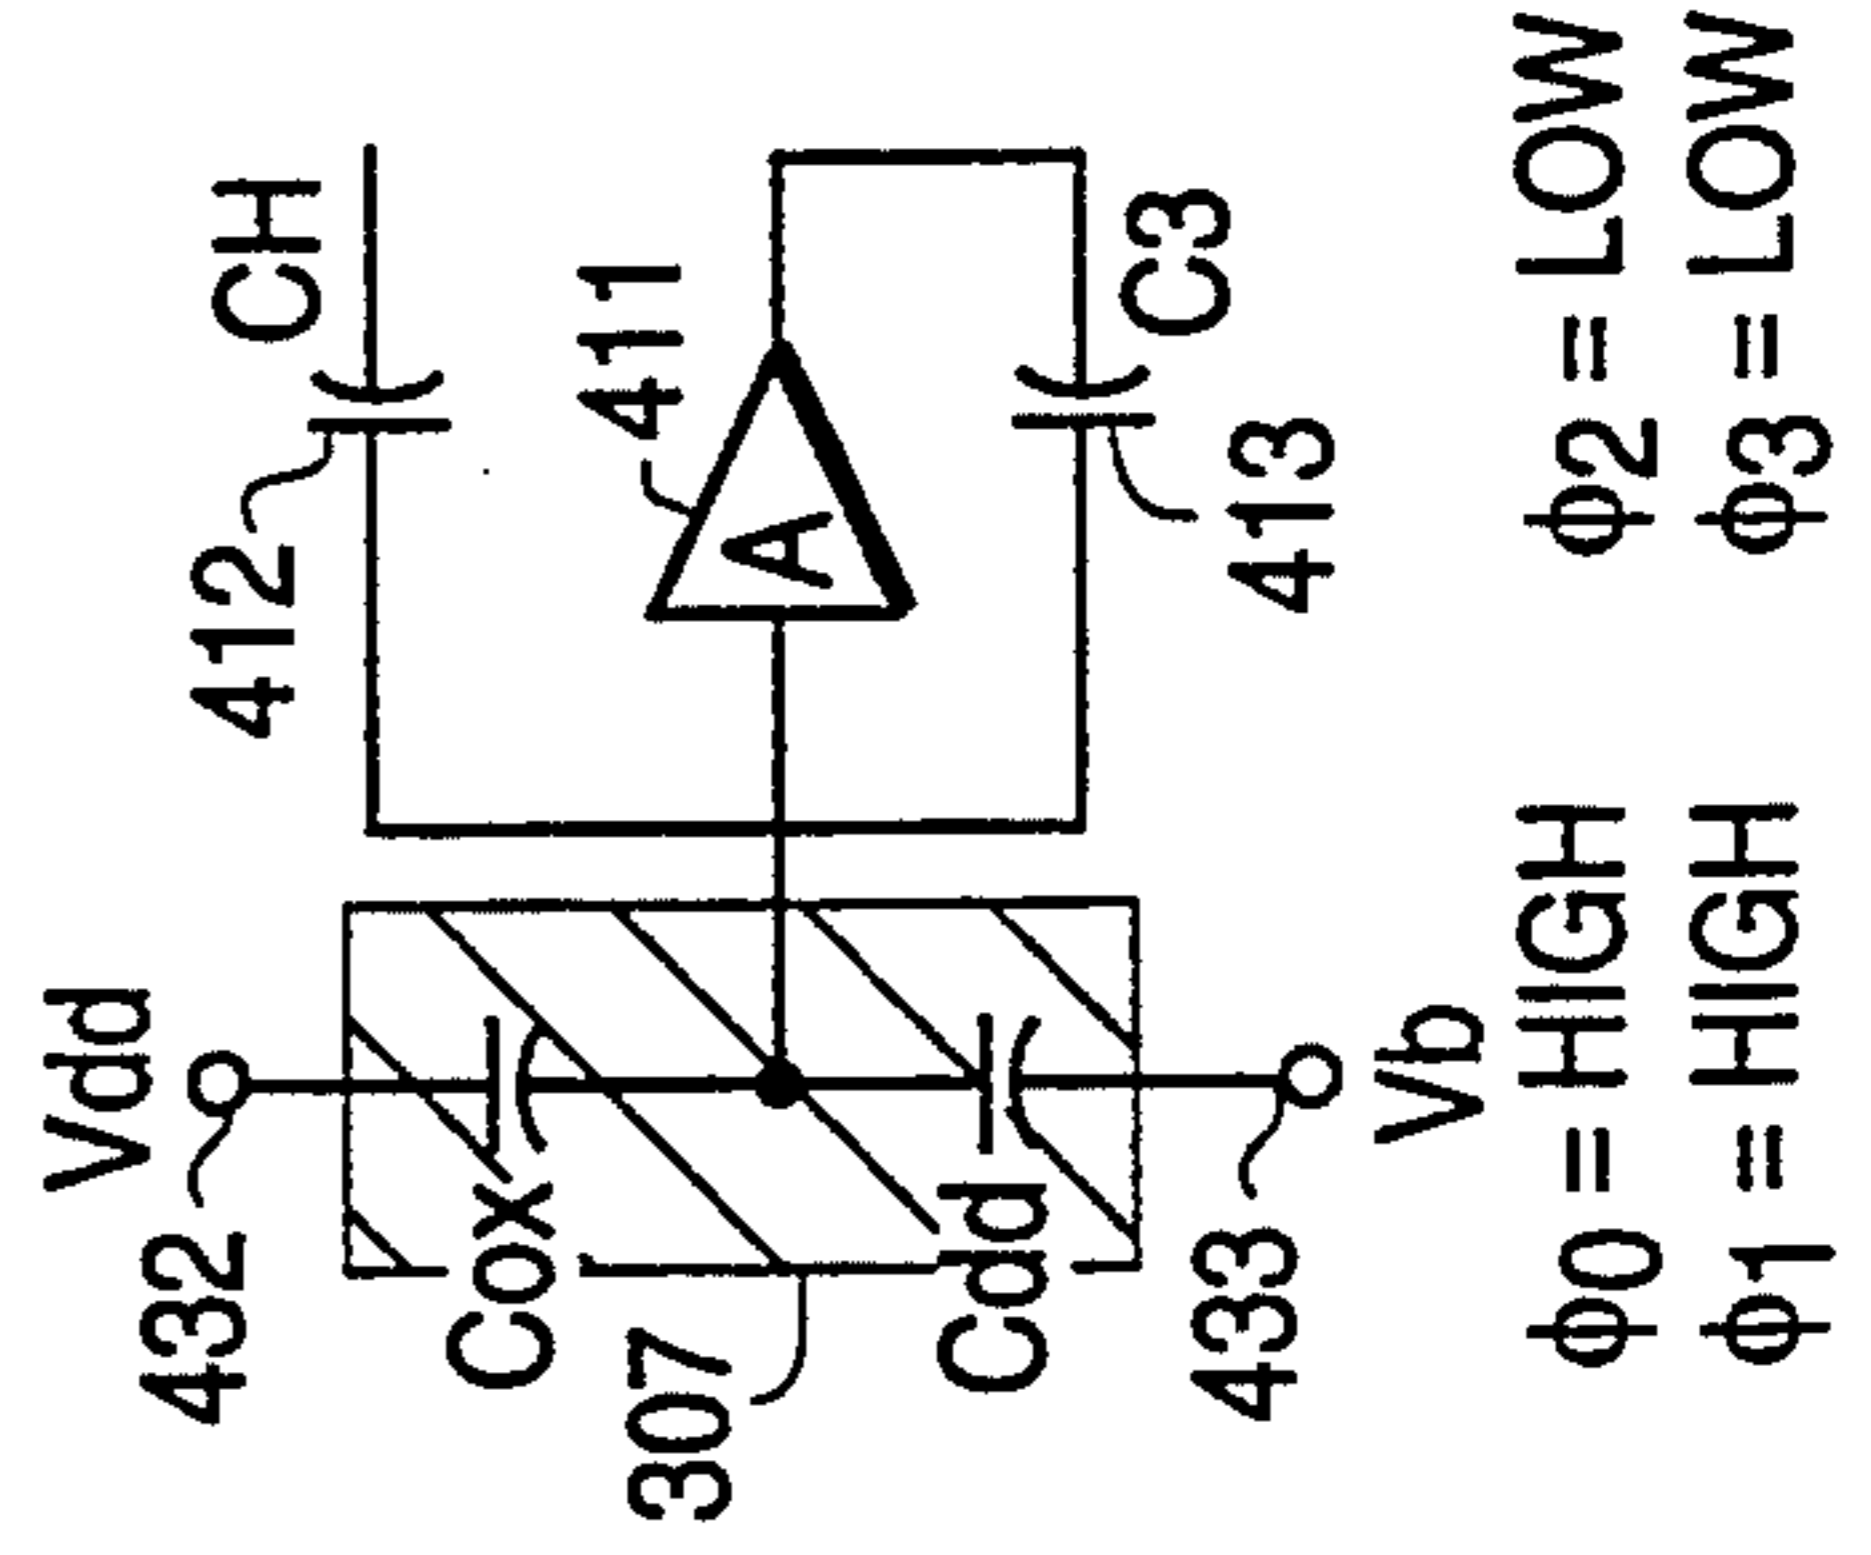 432 Vdd
412 CH
Cox
411
A
307
Cdd
C3
413
433 Vb
ϕ0 = HIGH ϕ2 = LOW
ϕ1 = HIGH ϕ3 = LOW